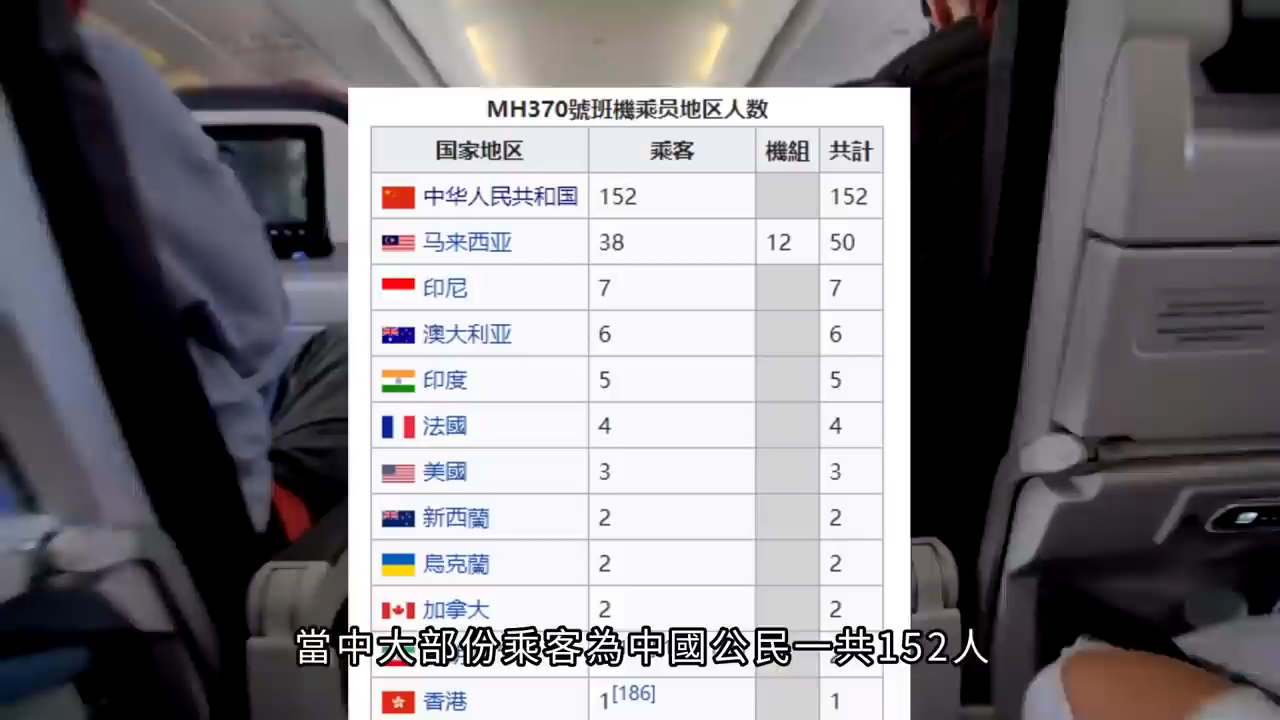 MH370號班機乘员地区人数
国家地区 乘客 機組 共計
中华人民共和国 152 152
马来西亚 38 12 50
印尼 7 7
澳大利亚 6 6
印度 5 5
法國 4 4
美國 3 3
新西蘭 2 2
烏克蘭 2 2
加拿大 2 2
當中大部份乘客為中國公民一共152人
香港 1[186] 1